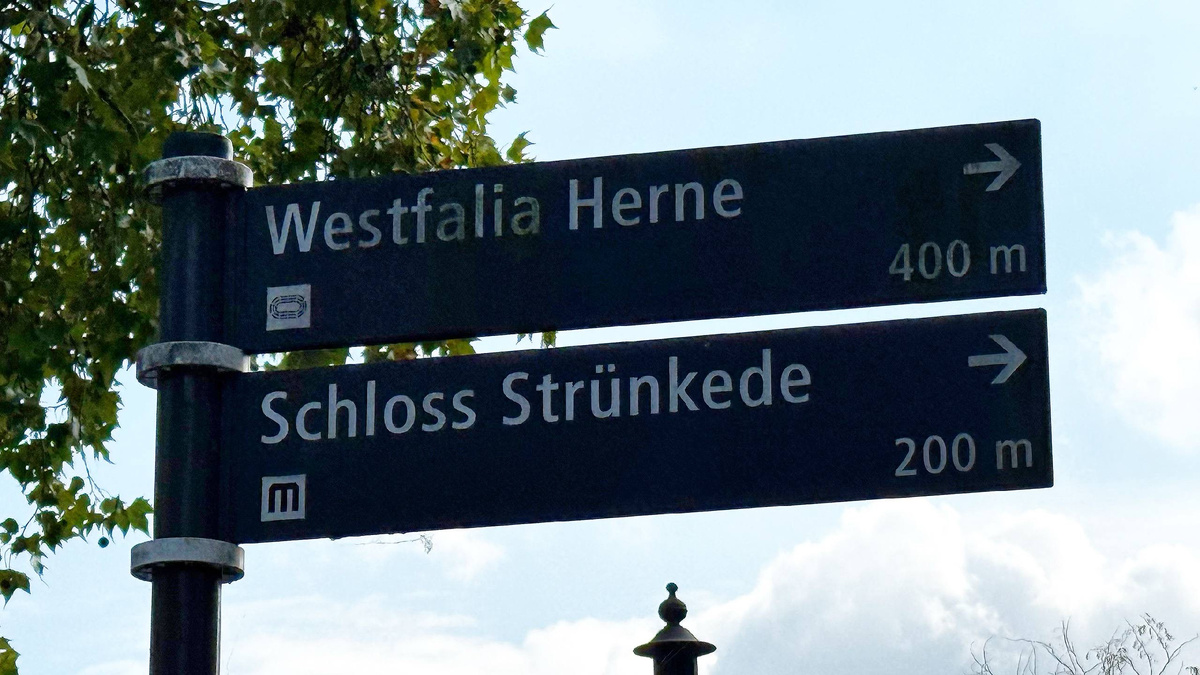 Westfalia Herne
400 m
Schloss Strünkede
200 m